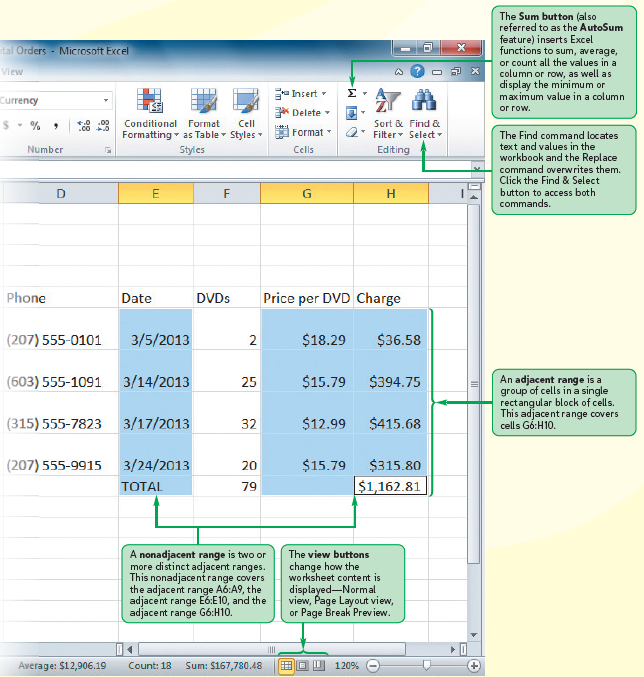 The Sum button (also
referred to as the AutoSum
feature) inserts Excel
functions to sum, average,
or count all the values in a
column or row, as well as
display the minimum or
maximum value in a column
or row.
Orders - Microsoft Excel
View
Currency
$ % ,
Number
Conditional Formatting
Format as Table
Cell Styles
Styles
Insert
Delete
Format
Cells
Σ
Sort & Filter
Find & Select
Editing
The Find command locates
text and values in the
workbook and the Replace
command overwrites them.
Click the Find & Select
button to access both
commands.
D E F G H I
Phone Date DVDs Price per DVD Charge
(207) 555-0101 3/5/2013 2 $18.29 $36.58
(603) 555-1091 3/14/2013 25 $15.79 $394.75
(315) 555-7823 3/17/2013 32 $12.99 $415.68
(207) 555-9915 3/24/2013 20 $15.79 $315.80
TOTAL 79 $1,162.81
An adjacent range is a
group of cells in a single
rectangular block of cells.
This adjacent range covers
cells G6:H10.
A nonadjacent range is two or
more distinct adjacent ranges.
This nonadjacent range covers
the adjacent range A6:A9, the
adjacent range E6:E10, and the
adjacent range G6:H10.
The view buttons
change how the
worksheet content is
displayed—Normal
view, Page Layout view,
or Page Break Preview.
Average: $12,906.19 Count: 18 Sum: $167,780.48 120%